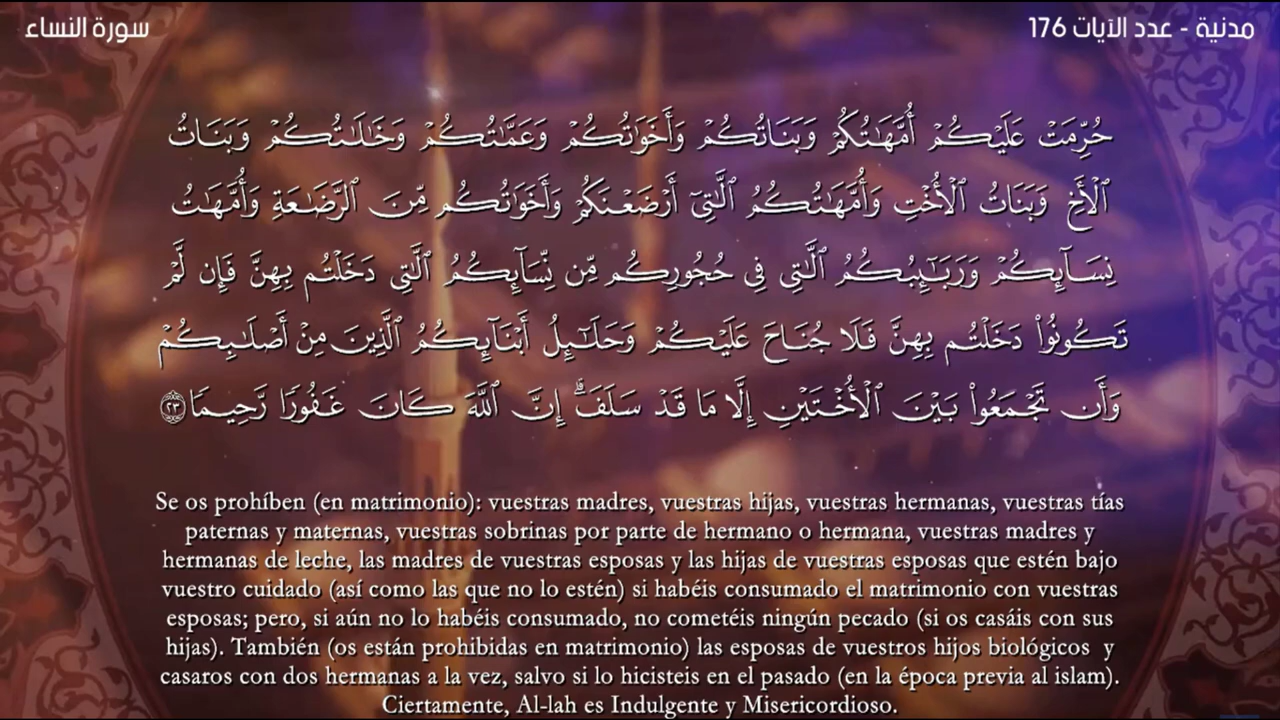 سورة النساء
مدنية - عدد الآيات 176
حُرِّمَتْ عَلَيْكُمْ أُمَّهَٰتُكُمْ وَبَنَاتُكُمْ وَأَخَوَٰتُكُمْ وَعَمَّٰتُكُمْ وَخَٰلَٰتُكُمْ وَبَنَاتُ
ٱلْأَخِ وَبَنَاتُ ٱلْأُخْتِ وَأُمَّهَٰتُكُمُ ٱلَّٰتِىٓ أَرْضَعْنَكُمْ وَأَخَوَٰتُكُم مِّنَ ٱلرَّضَٰعَةِ وَأُمَّهَٰتُ
نِسَآئِكُمْ وَرَبَٰٓئِبُكُمُ ٱلَّٰتِى فِى حُجُورِكُم مِّن نِّسَآئِكُمُ ٱلَّٰتِى دَخَلْتُم بِهِنَّ فَإِن لَّمْ
تَكُونُوا۟ دَخَلْتُم بِهِنَّ فَلَا جُنَاحَ عَلَيْكُمْ وَحَلَٰٓئِلُ أَبْنَآئِكُمُ ٱلَّذِينَ مِنْ أَصْلَٰبِكُمْ
وَأَن تَجْمَعُوا۟ بَيْنَ ٱلْأُخْتَيْنِ إِلَّا مَا قَدْ سَلَفَ ۗ إِنَّ ٱللَّهَ كَانَ غَفُورًا رَّحِيمًا ٢٣
Se os prohíben (en matrimonio): vuestras madres, vuestras hijas, vuestras hermanas, vuestras tías
paternas y maternas, vuestras sobrinas por parte de hermano o hermana, vuestras madres y
hermanas de leche, las madres de vuestras esposas y las hijas de vuestras esposas que estén bajo
vuestro cuidado (así como las que no lo estén) si habéis consumado el matrimonio con vuestras
esposas; pero, si aún no lo habéis consumado, no cometéis ningún pecado (si os casáis con sus
hijas). También (os están prohibidas en matrimonio) las esposas de vuestros hijos biológicos y
casaros con dos hermanas a la vez, salvo si lo hicisteis en el pasado (en la época previa al islam).
Ciertamente, Al-lah es Indulgente y Misericordioso.